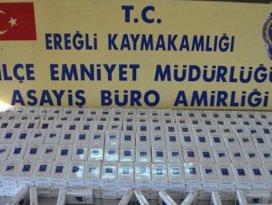 T.C.
EREĞLİ KAYMAKAMLIĞI
İLÇE EMNİYET MÜDÜRLÜĞÜ
ASAYİŞ BÜRO AMİRLİĞİ